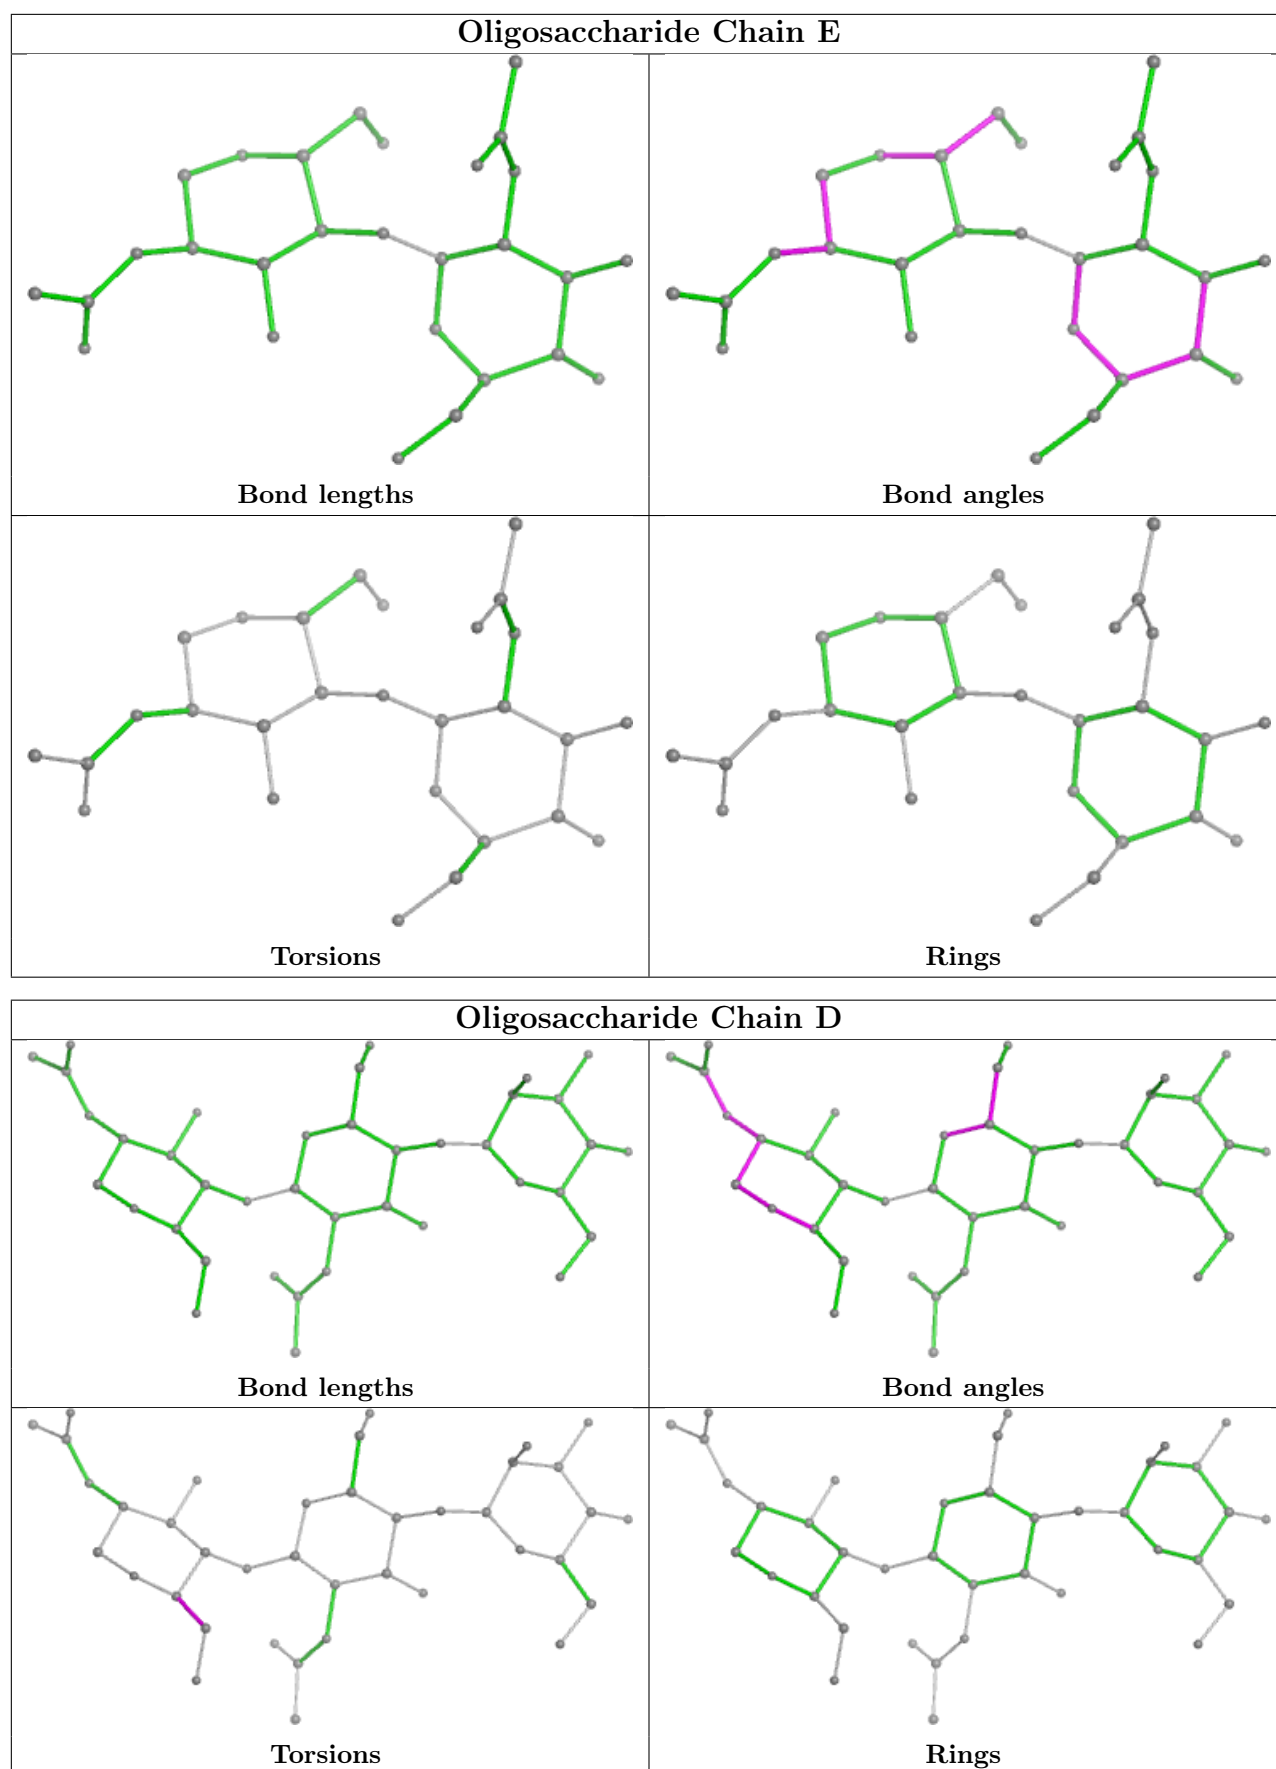 Oligosaccharide Chain E
Bond lengths
Bond angles
Torsions
Rings
Oligosaccharide Chain D
Bond lengths
Bond angles
Torsions
Rings